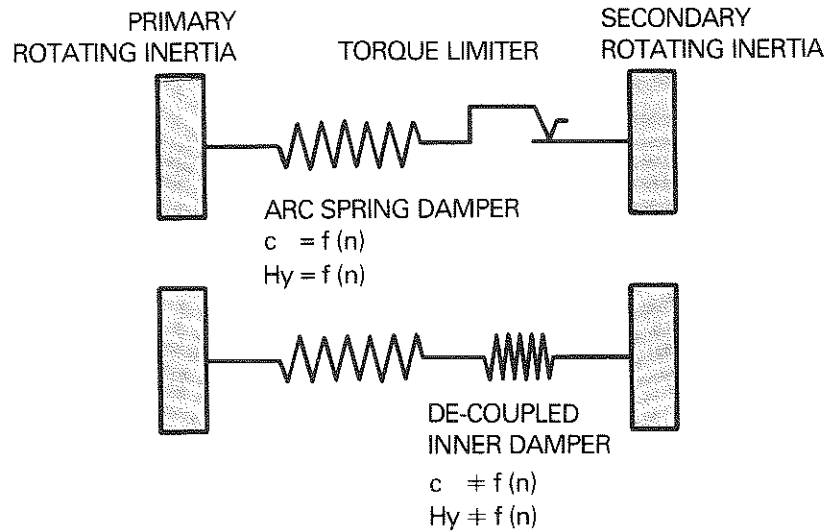 PRIMARY
ROTATING INERTIA
TORQUE LIMITER
SECONDARY
ROTATING INERTIA
ARC SPRING DAMPER
c = f (n)
Hy = f (n)
DE-COUPLED
INNER DAMPER
c ≠ f (n)
Hy ≠ f (n)